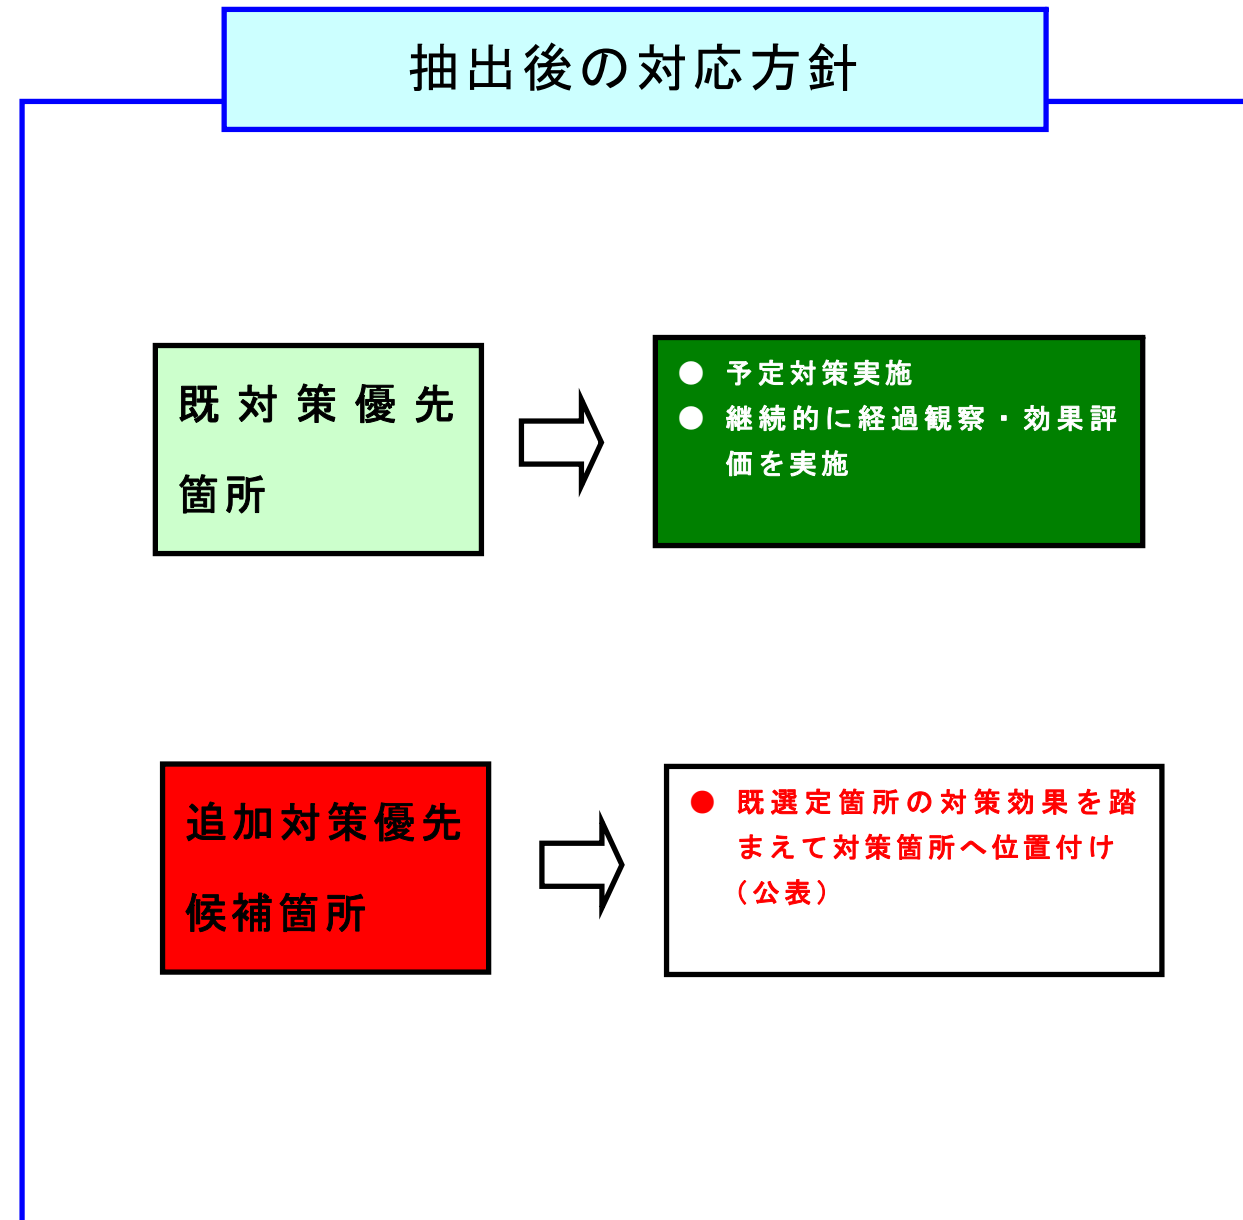 抽出後の対応方針
既対策優先
箇所
● 予定対策実施
● 継続的に経過観察・効果評
価を実施
追加対策優先
候補箇所
● 既選定箇所の対策効果を踏
まえて対策箇所へ位置付け
（公表）